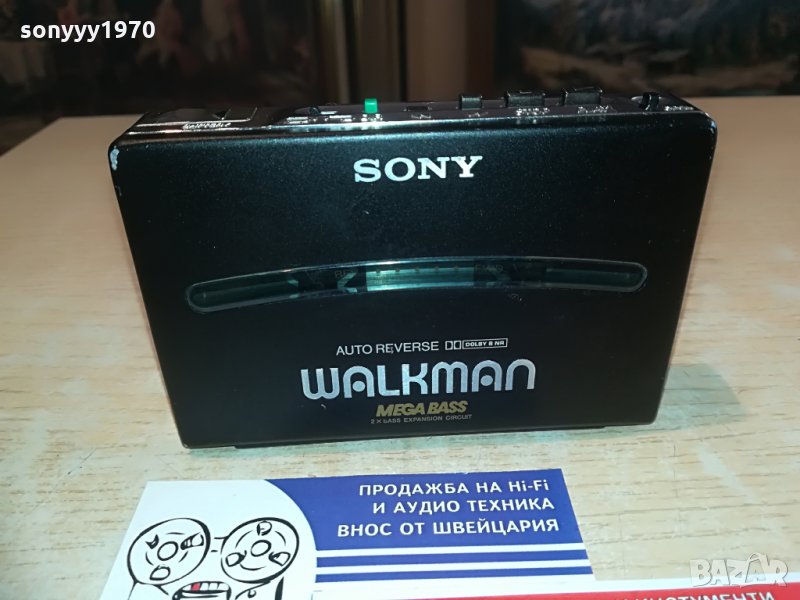 sonyyy1970
SONY
AUTO REVERSE DOLBY B NR
WALKMAN
MEGA BASS
2 × BASS EXPANSION CIRCUIT
ПРОДАЖБА НА Hi-Fi
И АУДИО ТЕХНИКА
ВНОС ОТ ШВЕЙЦАРИЯ
BAZAR